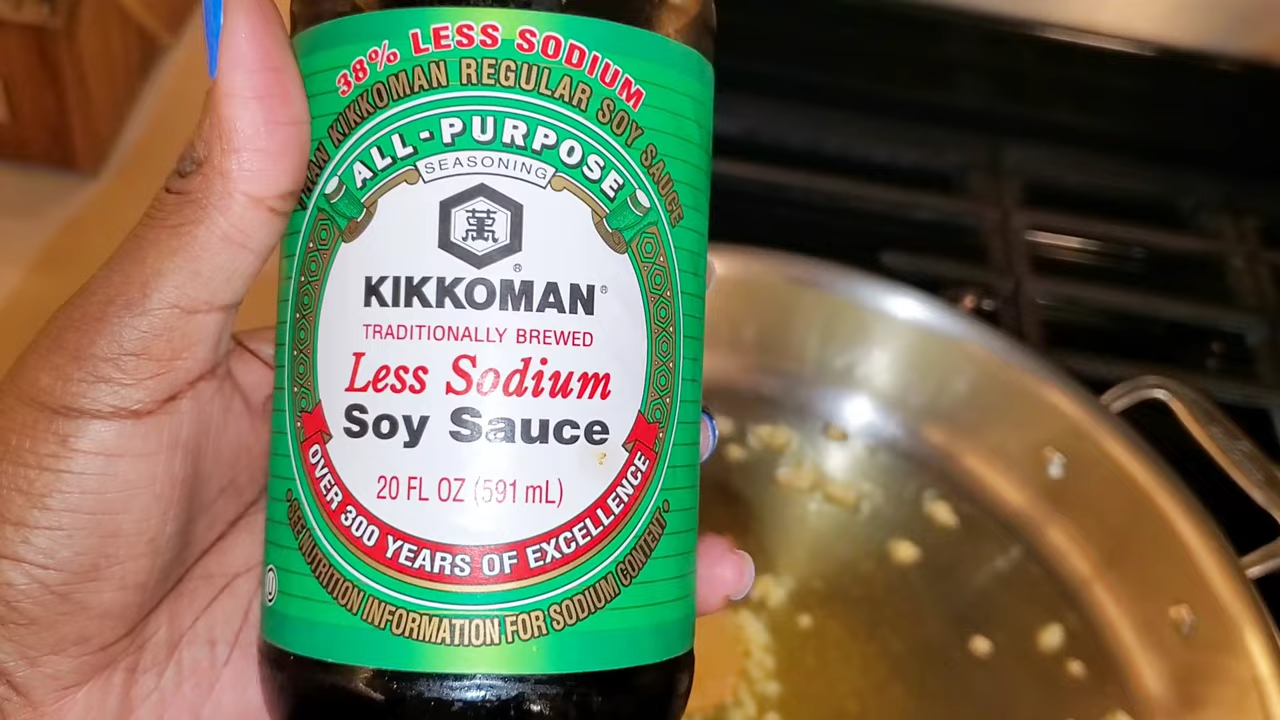 38% LESS SODIUM
THAN KIKKOMAN REGULAR SOY SAUCE
ALL-PURPOSE
SEASONING
萬
®
KIKKOMAN®
TRADITIONALLY BREWED
Less Sodium
Soy Sauce
20 FL OZ (591 mL)
OVER 300 YEARS OF EXCELLENCE
• SEE NUTRITION INFORMATION FOR SODIUM CONTENT •